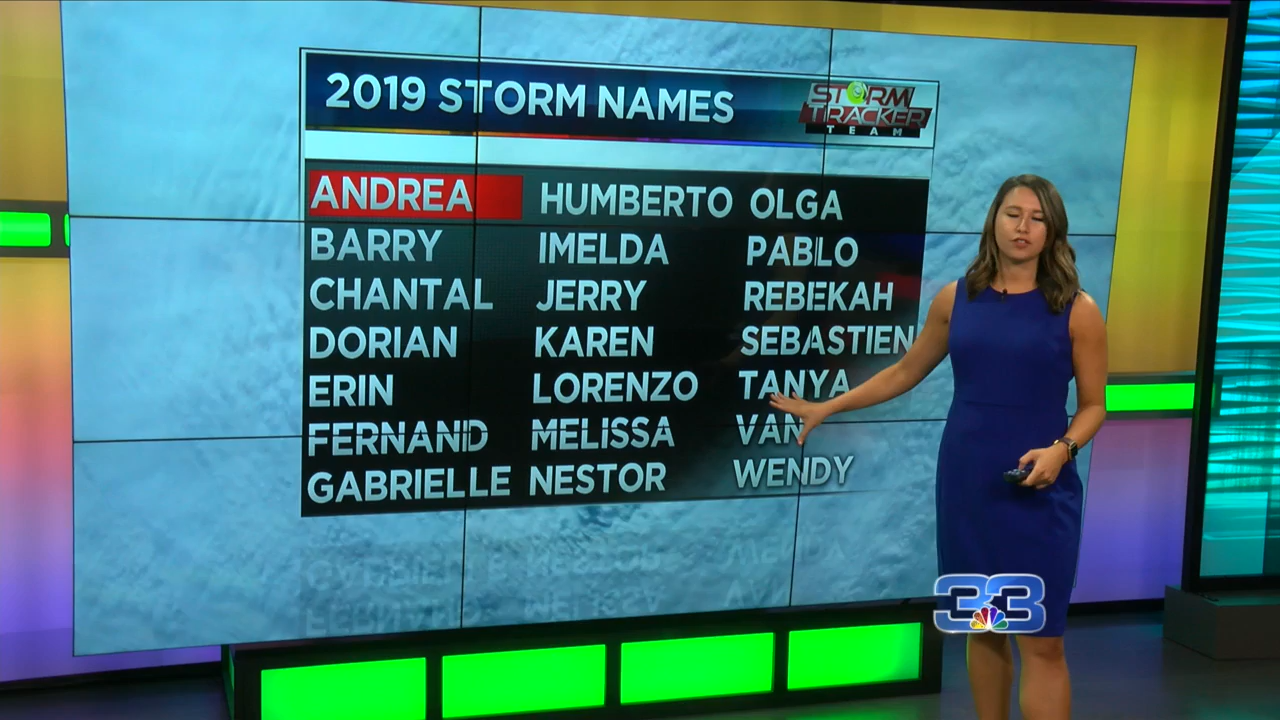 2019 STORM NAMES
STORM
TRACKER
TEAM
ANDREA
BARRY
CHANTAL
DORIAN
ERIN
FERNAND
GABRIELLE
HUMBERTO
IMELDA
JERRY
KAREN
LORENZO
MELISSA
NESTOR
OLGA
PABLO
REBEKAH
SEBASTIEN
TANYA
VAN
WENDY
33